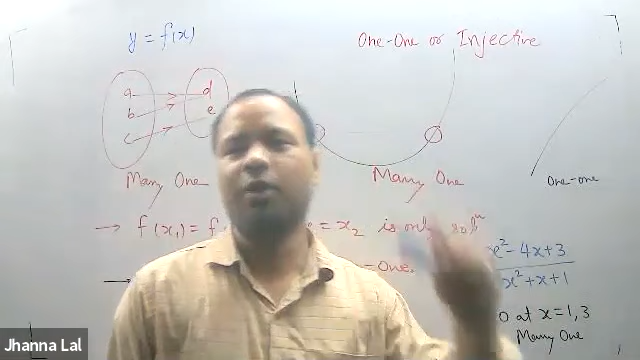 y = f(x)
One-One or Injective
a
b
c
d
e
Many One
Many One
One-one
→ f(x₁) = f = x₂ is only solⁿ
-One.
x² - 4x + 3
x² + x + 1
0 at x = 1, 3
Many One
Jhanna Lal